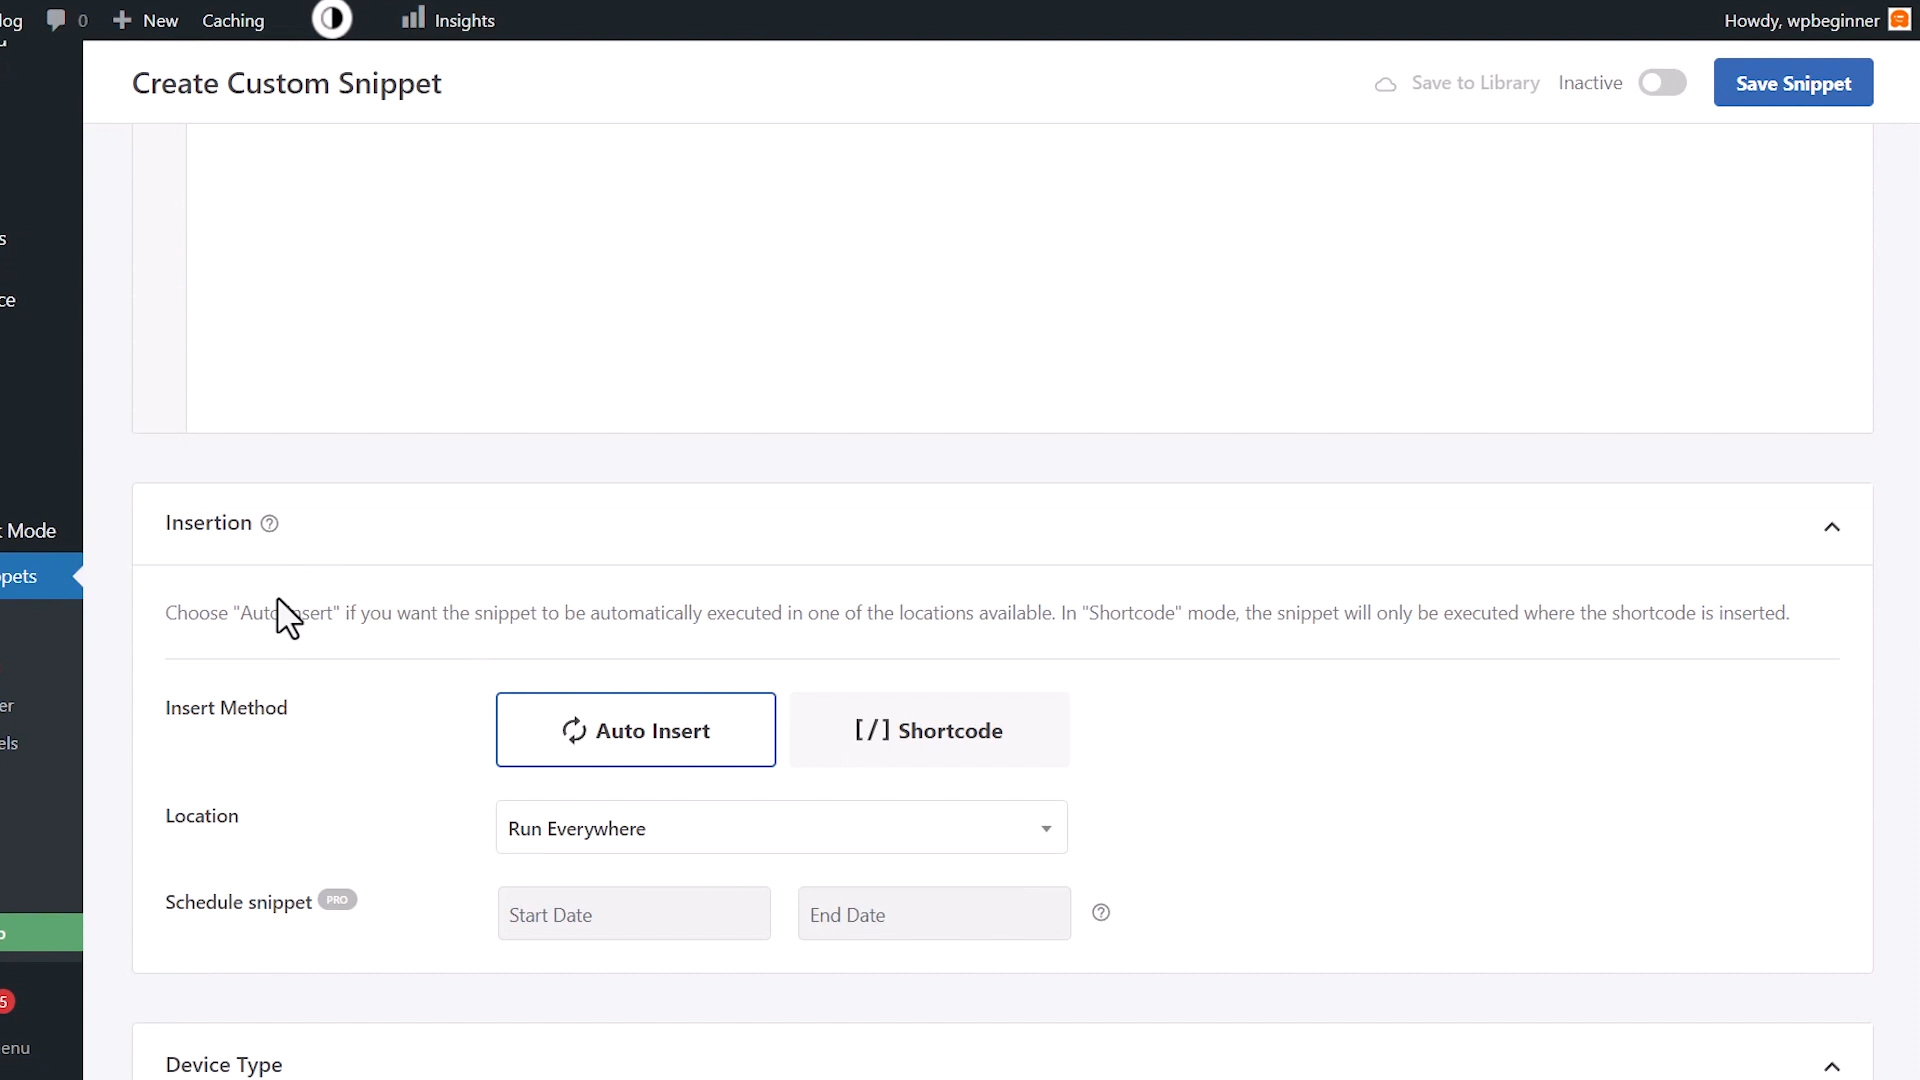 log 0 New Caching Insights Howdy, wpbeginner
Create Custom Snippet Save to Library Inactive Save Snippet
s
ce
Mode
pets
er
els
5
enu
Insertion
Choose "Auto Insert" if you want the snippet to be automatically executed in one of the locations available. In "Shortcode" mode, the snippet will only be executed where the shortcode is inserted.
Insert Method Auto Insert [/] Shortcode
Location Run Everywhere
Schedule snippet PRO Start Date End Date
Device Type